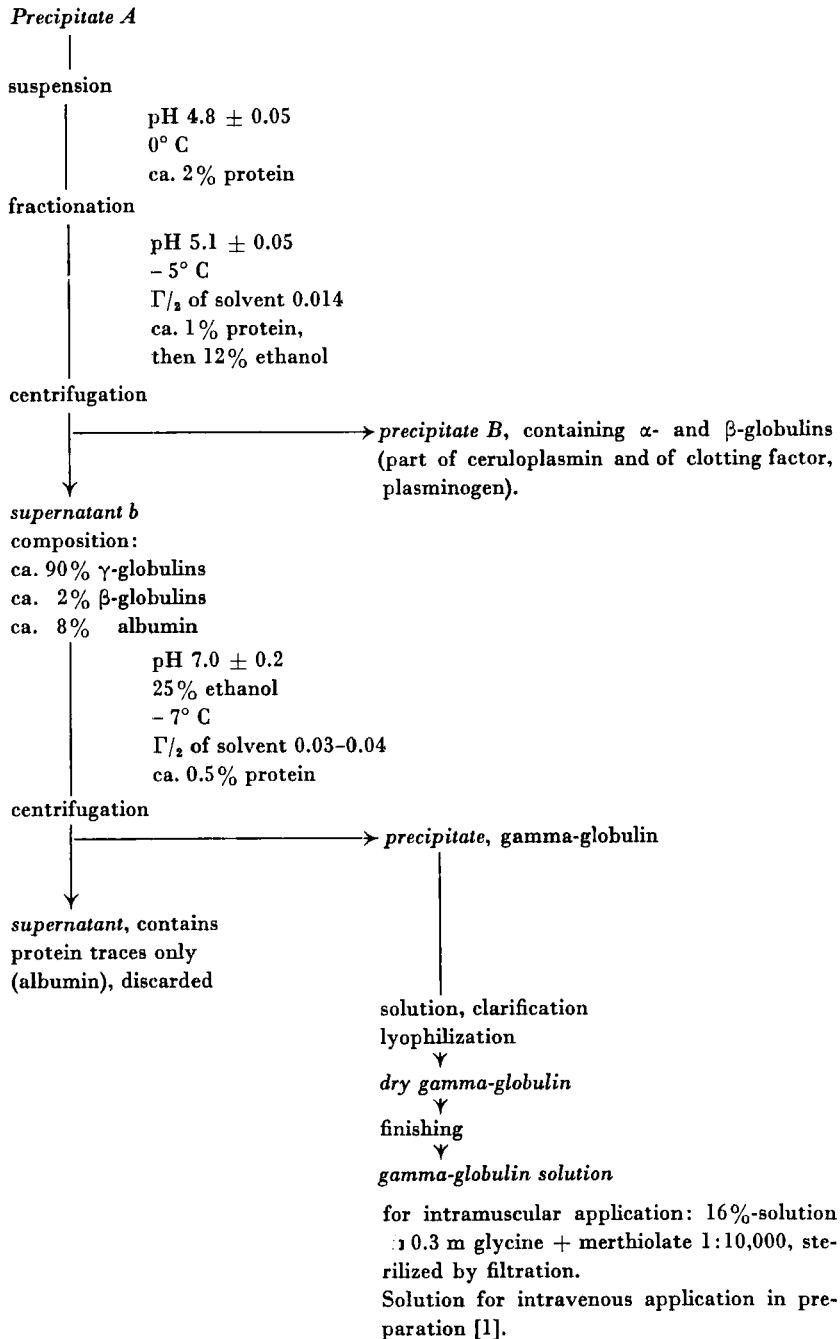 Precipitate A
suspension
pH 4.8 ± 0.05
0° C
ca. 2% protein
fractionation
pH 5.1 ± 0.05
– 5° C
Γ/2 of solvent 0.014
ca. 1% protein,
then 12% ethanol
centrifugation
precipitate B, containing α- and β-globulins
(part of ceruloplasmin and of clotting factor,
plasminogen).
supernatant b
composition:
ca. 90% γ-globulins
ca. 2% β-globulins
ca. 8% albumin
pH 7.0 ± 0.2
25% ethanol
– 7° C
Γ/2 of solvent 0.03–0.04
ca. 0.5% protein
centrifugation
precipitate, gamma-globulin
supernatant, contains
protein traces only
(albumin), discarded
solution, clarification
lyophilization
dry gamma-globulin
finishing
gamma-globulin solution
for intramuscular application: 16%-solution
0.3 m glycine + merthiolate 1:10,000, ste-
rilized by filtration.
Solution for intravenous application in pre-
paration [1].